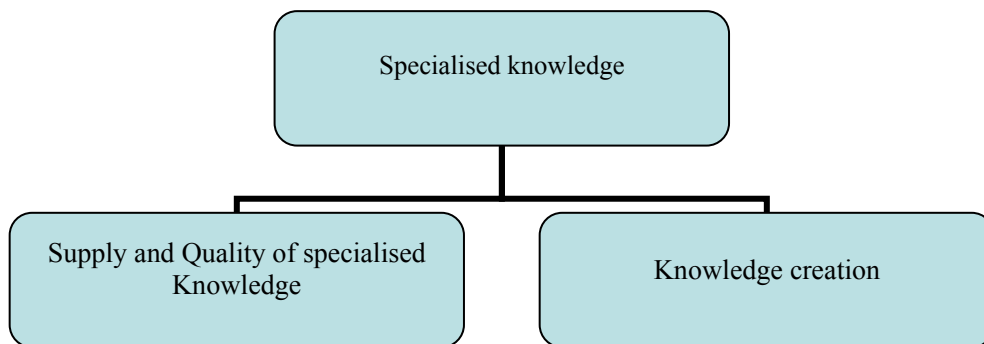 Specialised knowledge
Supply and Quality of specialised
Knowledge
Knowledge creation